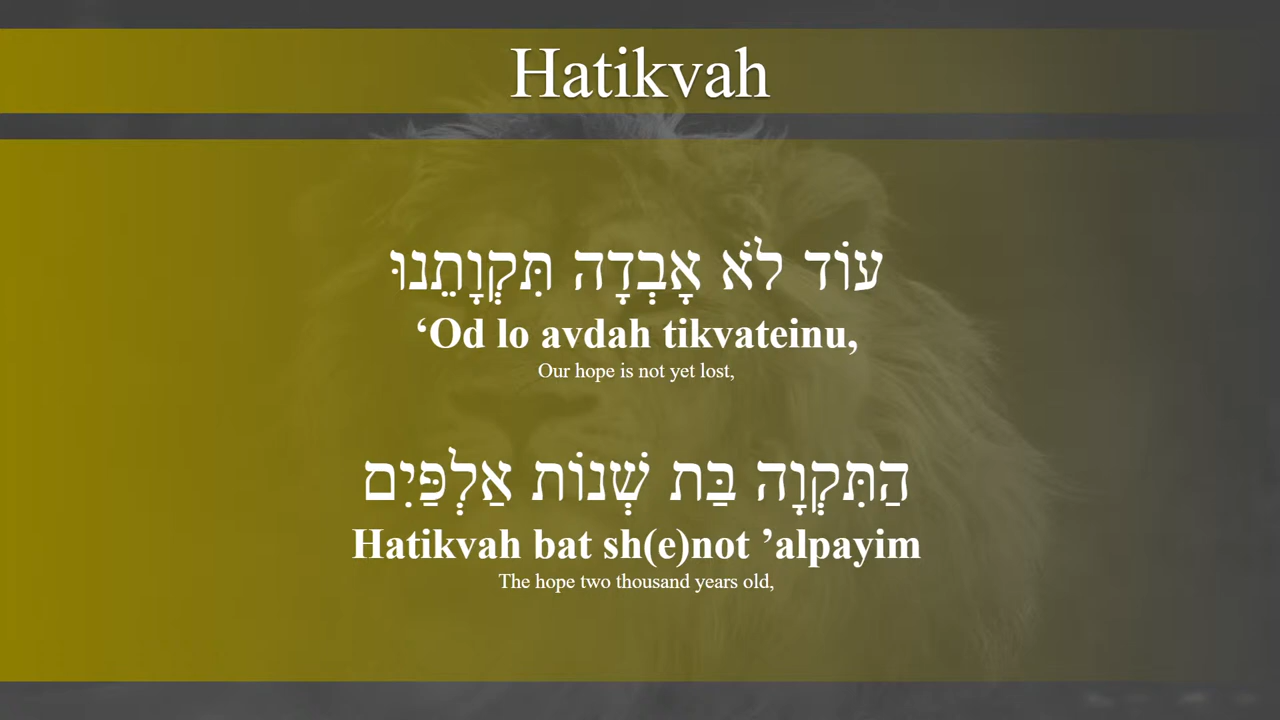 Hatikvah
עוֹד לֹא אָבְדָה תִּקְוָתֵנוּ
‘Od lo avdah tikvateinu,
Our hope is not yet lost,
הַתִּקְוָה בַּת שְׁנוֹת אַלְפַּיִם
Hatikvah bat sh(e)not ’alpayim
The hope two thousand years old,